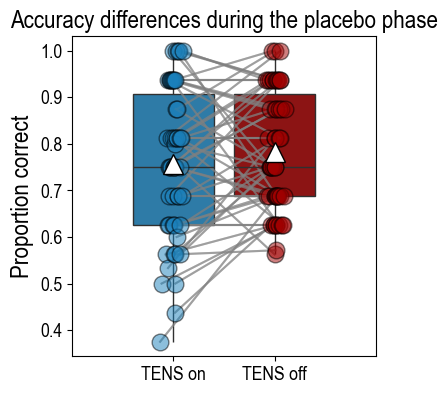 Accuracy differences during the placebo phase
Proportion correct
1.0
0.9
0.8
0.7
0.6
0.5
0.4
TENS on
TENS off